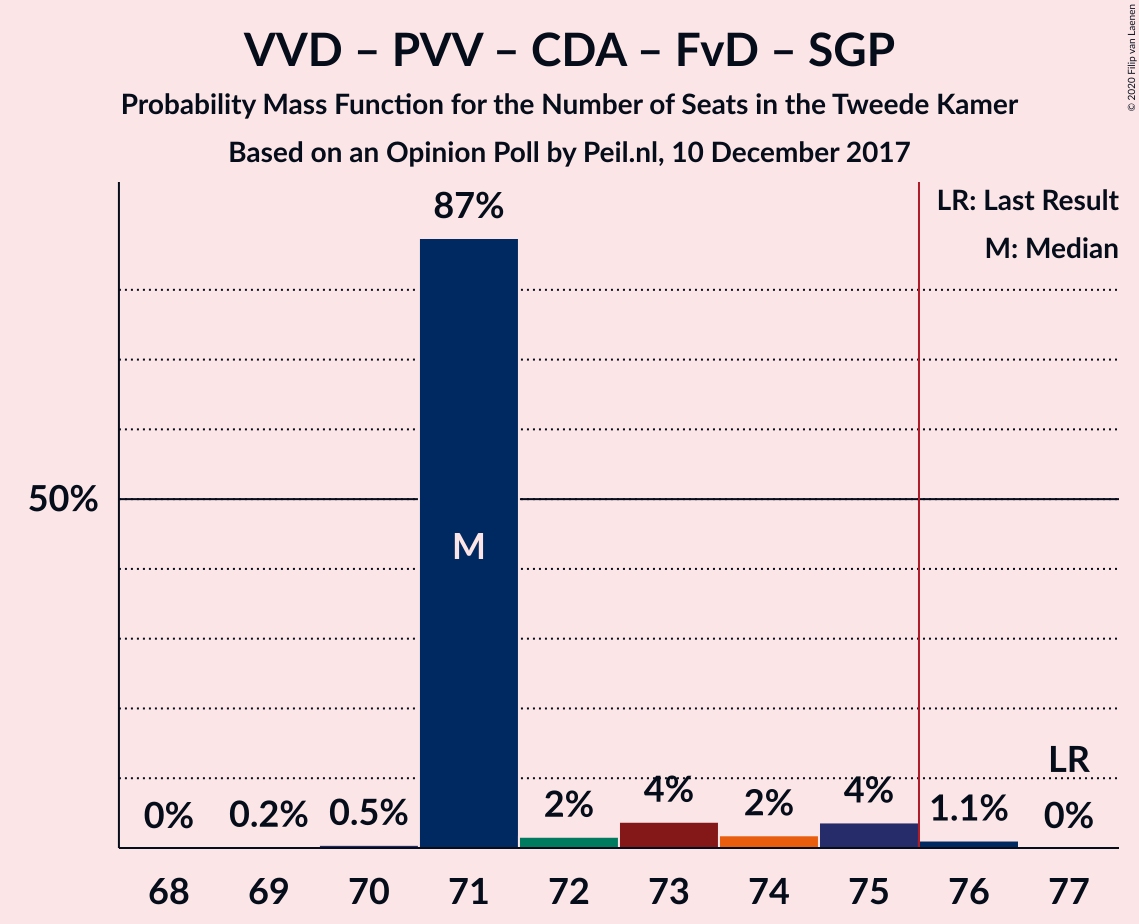 VVD – PVV – CDA – FvD – SGP
Probability Mass Function for the Number of Seats in the Tweede Kamer
Based on an Opinion Poll by Peil.nl, 10 December 2017
© 2020 Filip van Laenen
LR: Last Result
M: Median
87%
50%
M
LR
0% 0.2% 0.5% 2% 4% 2% 4% 1.1% 0%
68 69 70 71 72 73 74 75 76 77